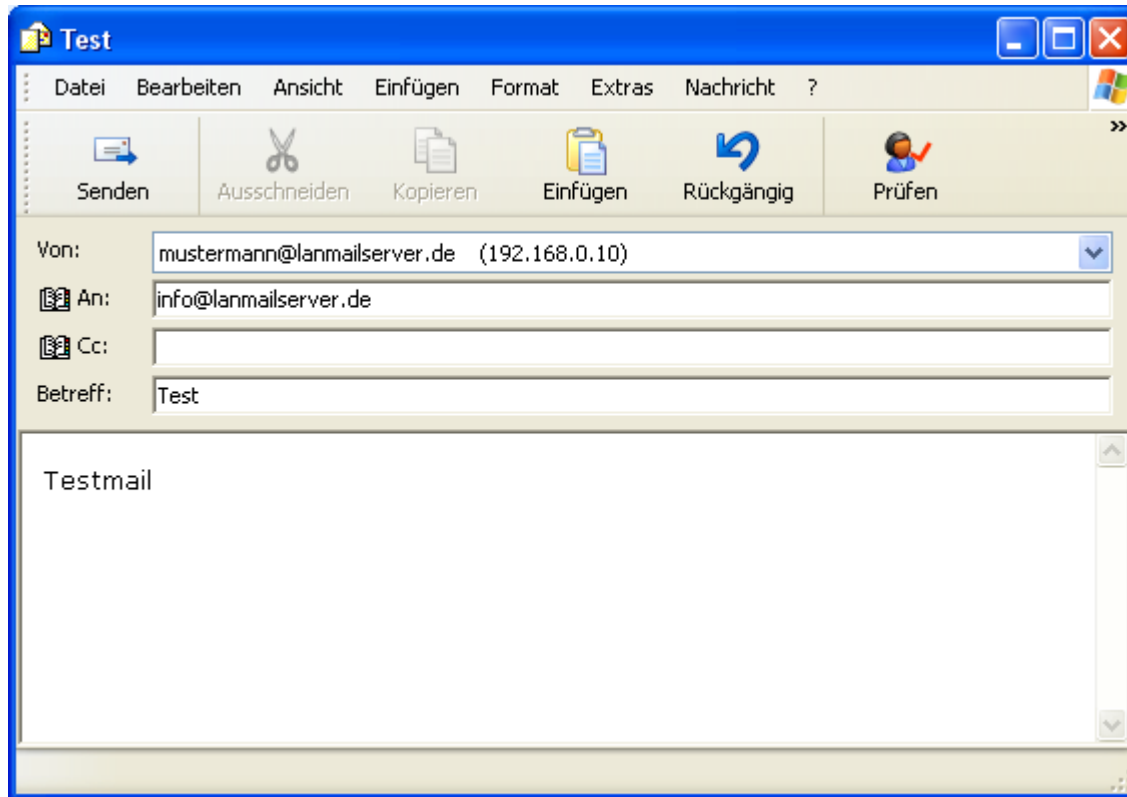 Test
Datei Bearbeiten Ansicht Einfügen Format Extras Nachricht ?
Senden Ausschneiden Kopieren Einfügen Rückgängig Prüfen »
Von: mustermann@lanmailserver.de (192.168.0.10)
An: info@lanmailserver.de
Cc:
Betreff: Test
Testmail